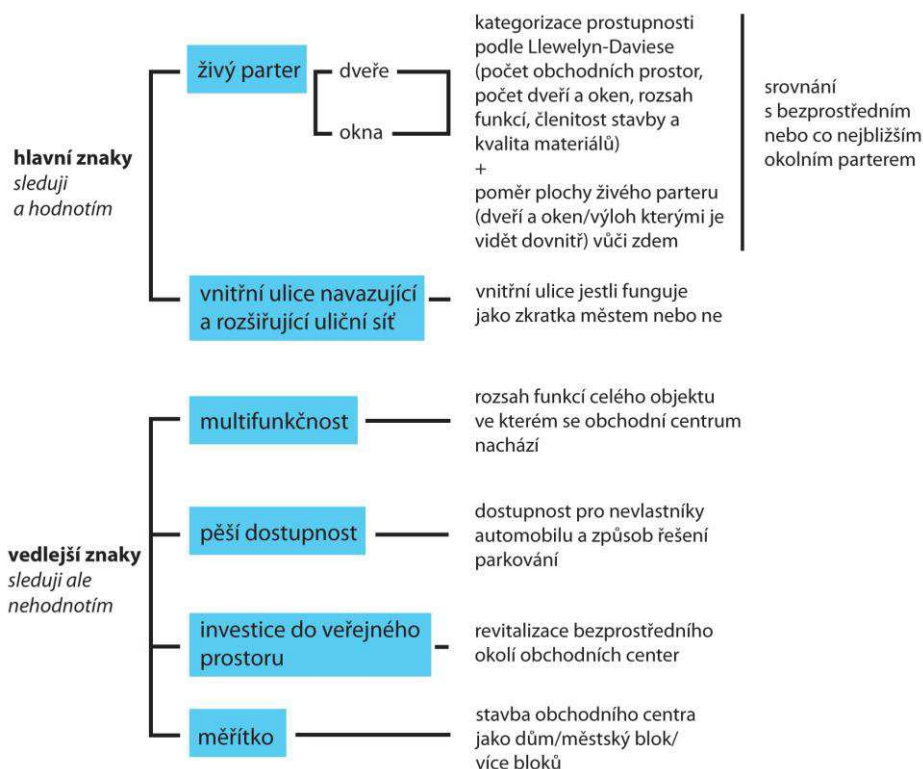 hlavní znaky
sleduji
a hodnotím
živý parter
dveře
okna
kategorizace prostupnosti
podle Llewelyn-Daviese
(počet obchodních prostor,
počet dveří a oken, rozsah
funkcí, členitost stavby a
kvalita materiálů)
+
poměr plochy živého parteru
(dveří a oken/výloh kterými je
vidět dovnitř) vůči zdem
srovnání
s bezprostředním
nebo co nejbližším
okolním parterem
vnitřní ulice navazující
a rozšiřující uliční síť
vnitřní ulice jestli funguje
jako zkratka městem nebo ne
vedlejší znaky
sleduji ale
nehodnotím
multifunkčnost
rozsah funkcí celého objektu
ve kterém se obchodní centrum
nachází
pěší dostupnost
dostupnost pro nevlastníky
automobilu a způsob řešení
parkování
investice do veřejného
prostoru
revitalizace bezprostředního
okolí obchodních center
měřítko
stavba obchodního centra
jako dům/městský blok/
více bloků